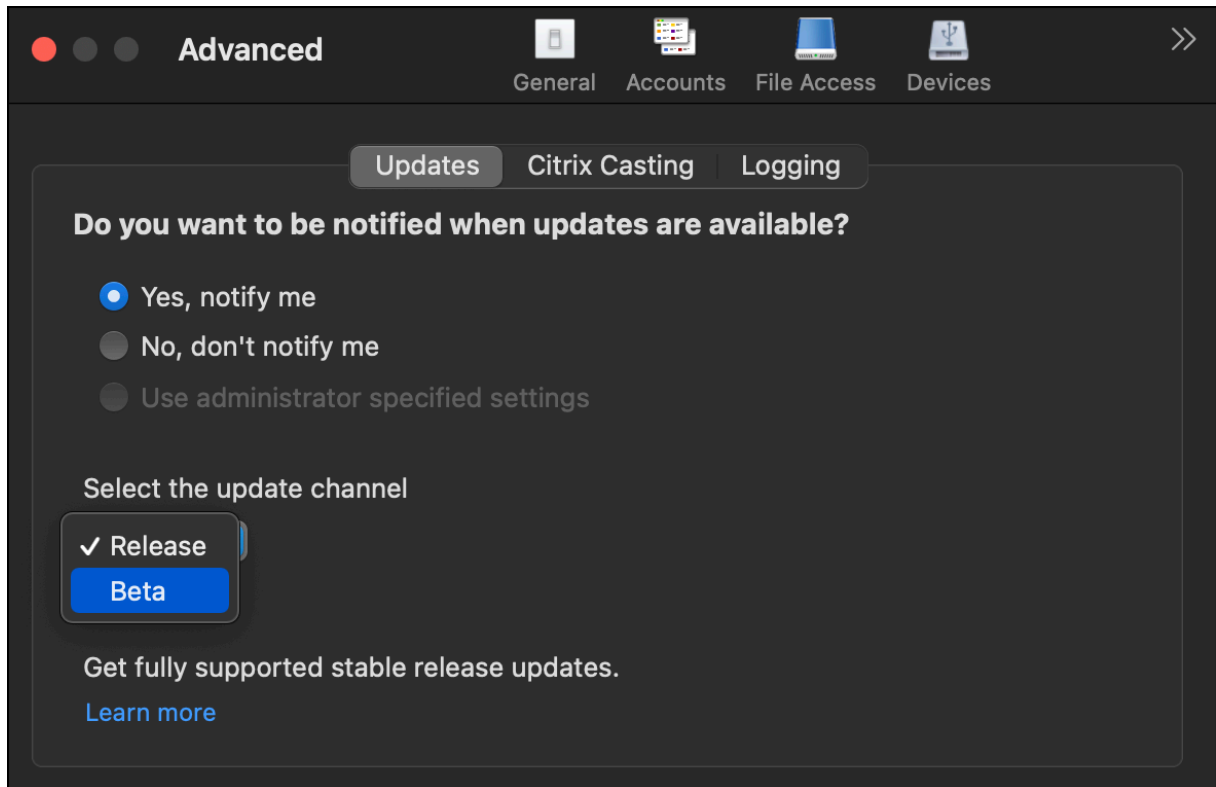 Advanced
General Accounts File Access Devices
Updates Citrix Casting Logging
Do you want to be notified when updates are available?
Yes, notify me
No, don't notify me
Use administrator specified settings
Select the update channel
Release
Beta
Get fully supported stable release updates.
Learn more